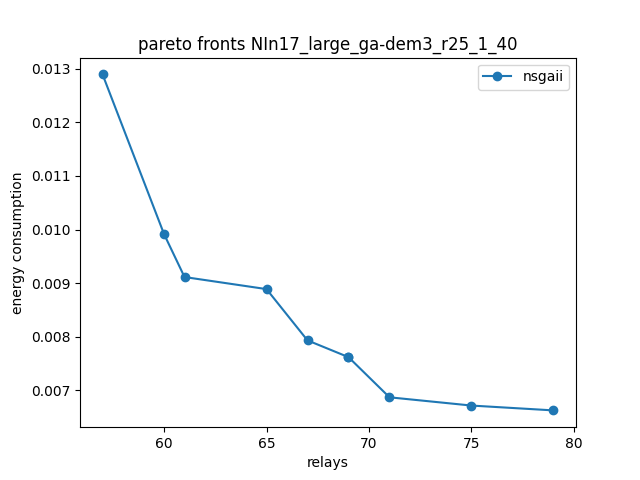 pareto fronts NIn17_large_ga-dem3_r25_1_40
nsgaii
0.013
0.012
0.011
0.010
0.009
0.008
0.007
energy consumption
60 65 70 75 80
relays